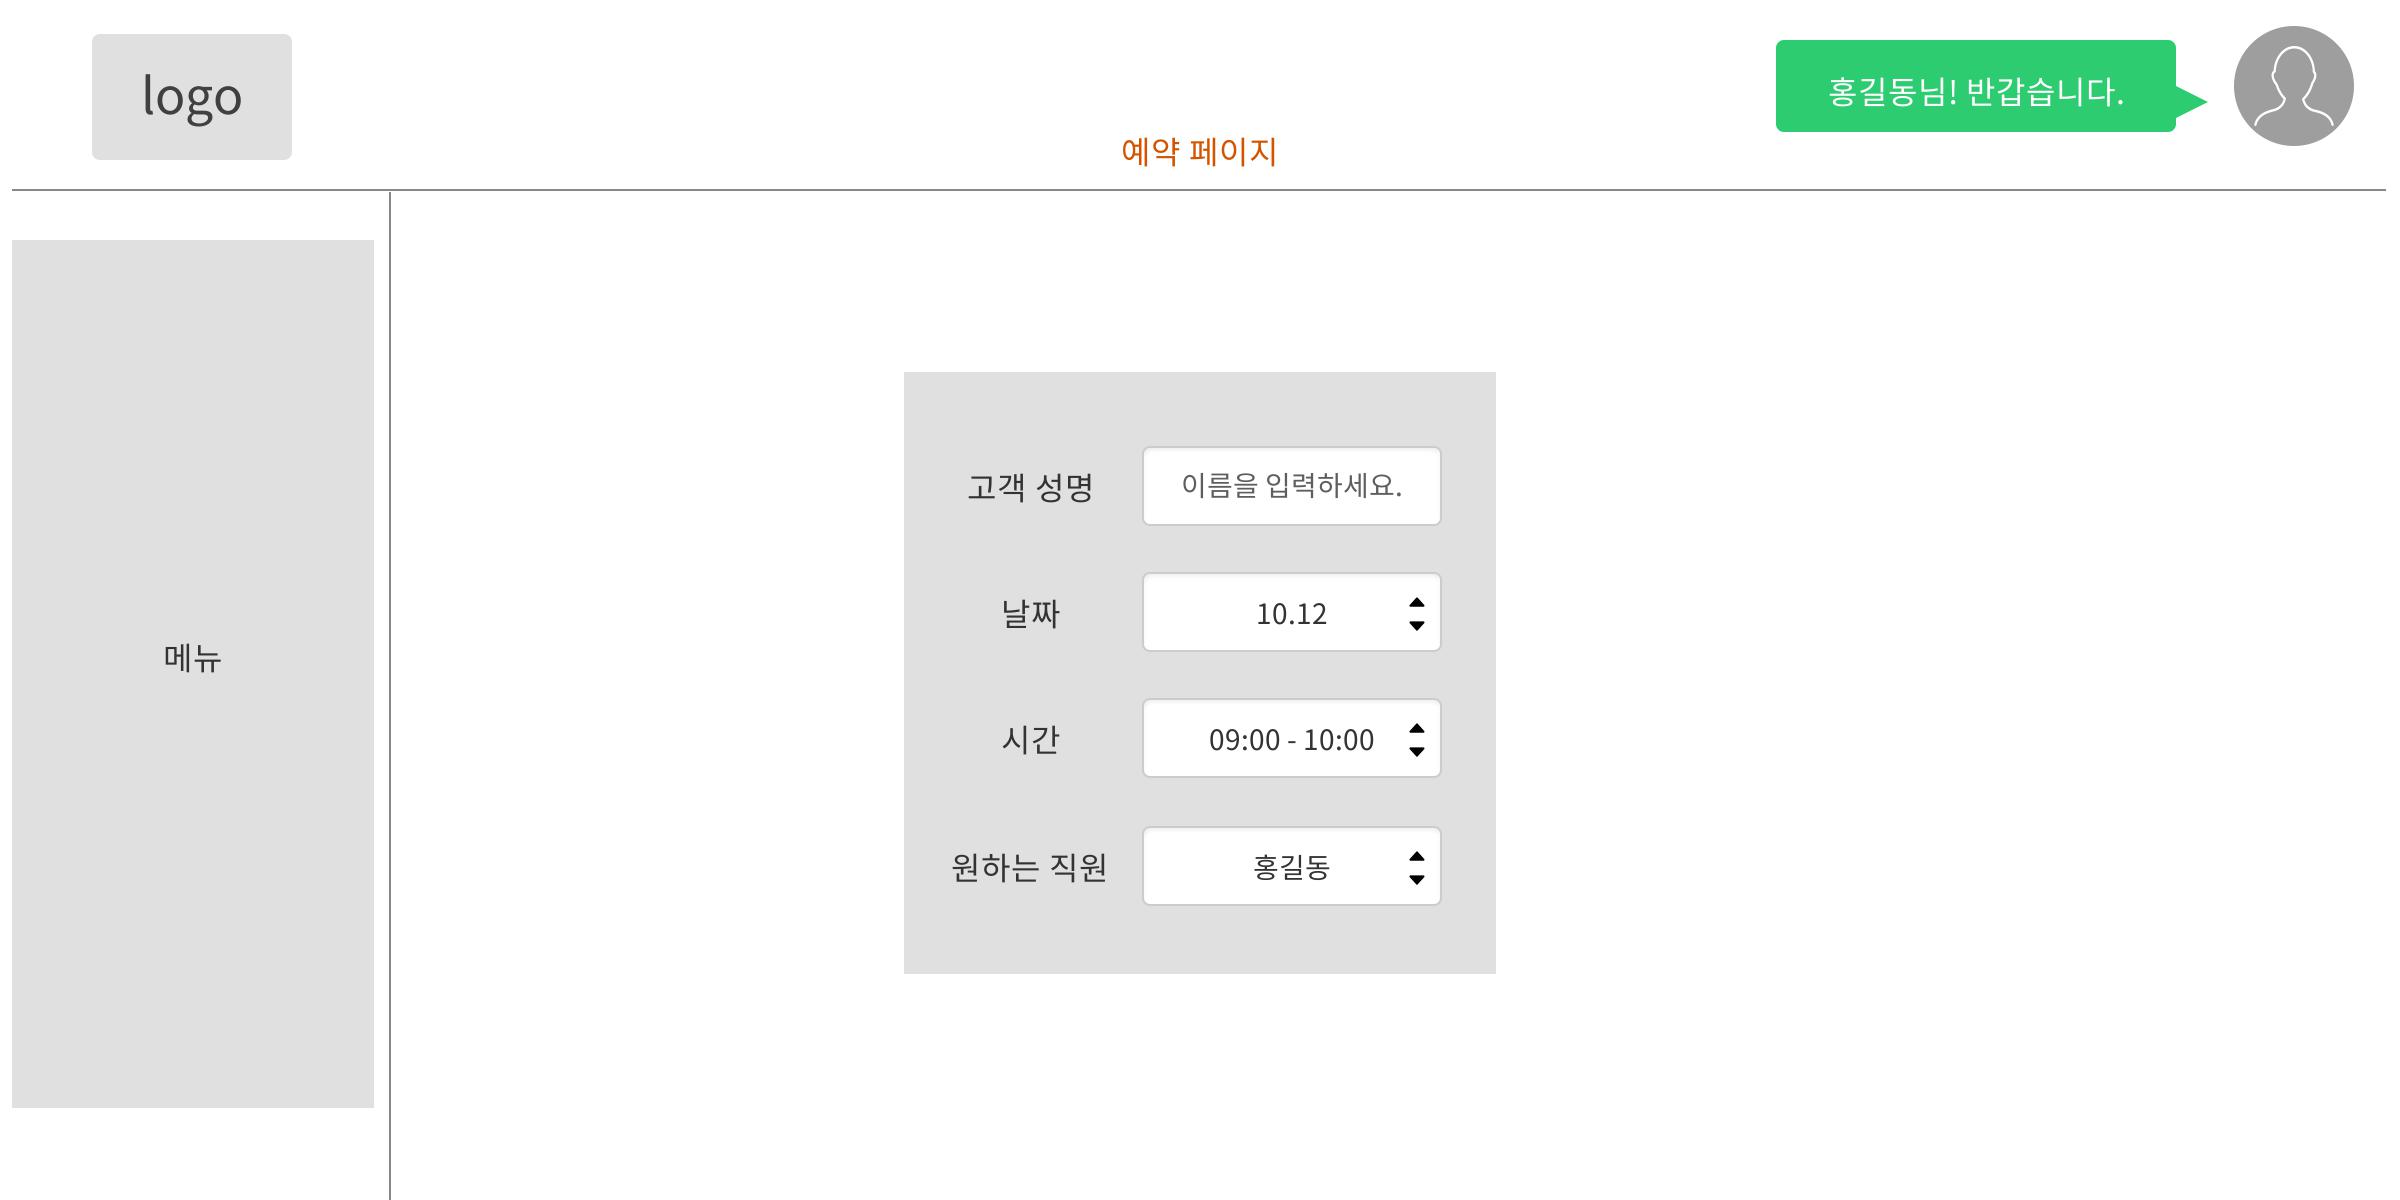 logo
홍길동님! 반갑습니다.
예약 페이지
메뉴
고객 성명
이름을 입력하세요.
날짜
10.12
시간
09:00 - 10:00
원하는 직원
홍길동